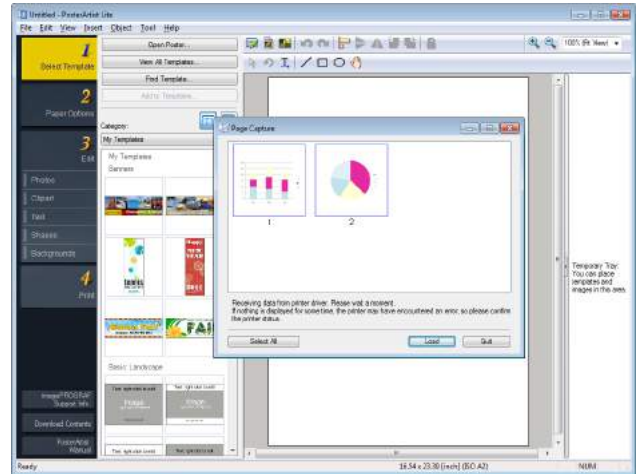 Untitled - PosterArtist Lite
File Edit View Insert Object Tool Help
1
Select Template
2
Paper Options
3
Edit
Photos
Clipart
Text
Shapes
Backgrounds
4
Print
imagePROGRAF
Support Info.
Download Contents
PosterArtist
Manual
Open Poster...
View All Templates...
Find Template...
Add to Templates...
Category:
My Templates
My Templates
Banners
HAPPY
NEW
YEAR
FAI
Basic Landscape
100% (Fit View)
Page Capture
1
2
Receiving data from printer driver. Please wait a moment.
If nothing is displayed for some time, the printer may have encountered an error, so please confirm
the printer status.
Select All
Load
Quit
Temporary Tray:
You can place
templates and
images in this area.
Ready
16.54 x 23.39 [inch] (ISO A2)
NUM